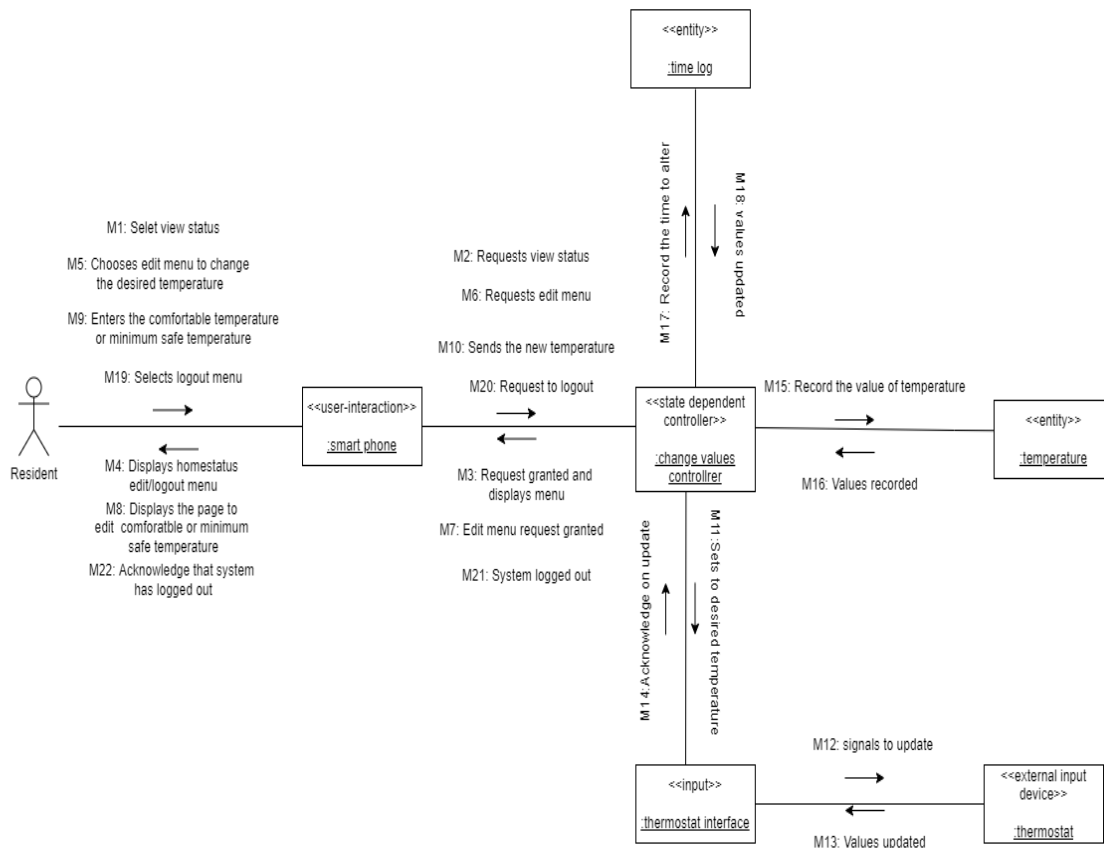 <<entity>>
:time log
M17: Record the time to alter
M18: values updated
M1: Selet view status
M5: Chooses edit menu to change
the desired temperature
M9: Enters the comfortable temperature
or minimum safe temperature
M19: Selects logout menu
M2: Requests view status
M6: Requests edit menu
M10: Sends the new temperature
M20: Request to logout
Resident
<<user-interaction>>
:smart phone
<<state dependent
controller>>
:change values
controllrer
M15: Record the value of temperature
M16: Values recorded
<<entity>>
:temperature
M4: Displays homestatus
edit/logout menu
M8: Displays the page to
edit comforatble or minimum
safe temperature
M22: Acknowledge that system
has logged out
M3: Request granted and
displays menu
M7: Edit menu request granted
M21: System logged out
M14:Acknowledge on update
M11:Sets to desired temperature
<<input>>
:thermostat interface
M12: signals to update
M13: Values updated
<<external input
device>>
:thermostat